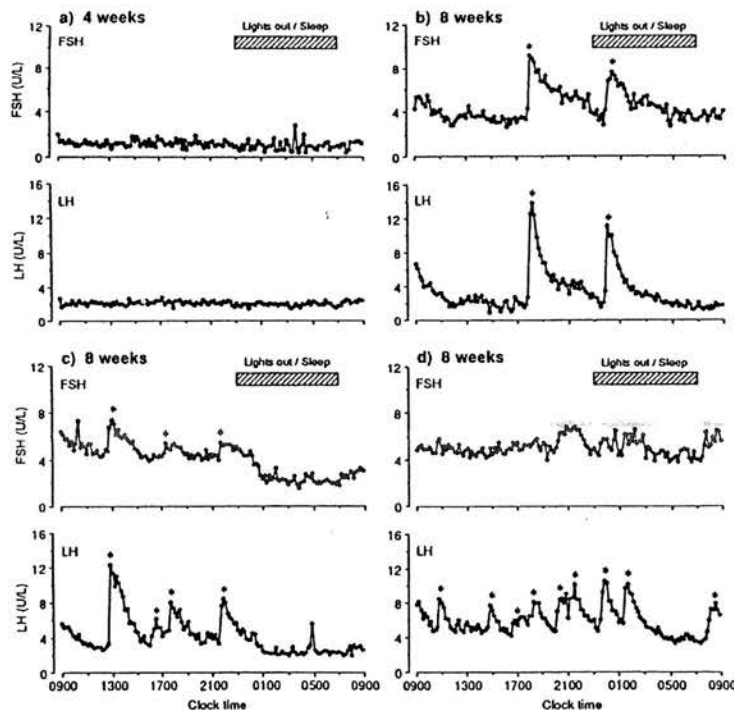 a) 4 weeks
Lights out / Sleep
FSH
12
8
4
0
FSH (U/L)
b) 8 weeks
Lights out / Sleep
FSH
12
8
4
0
16
LH
12
8
4
0
LH (U/L)
16
LH
12
8
4
0
c) 8 weeks
Lights out / Sleep
FSH
12
8
4
0
FSH (U/L)
d) 8 weeks
Lights out / Sleep
FSH
12
8
4
0
16
LH
12
8
4
0
LH (U/L)
0900 1300 1700 2100 0100 0500 0900
Clock time
16
LH
12
8
4
0
0900 1300 1700 2100 0100 0500 0900
Clock time